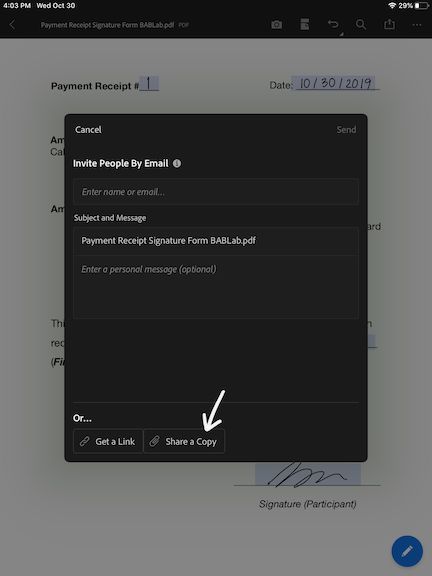 4:03 PM Wed Oct 30 29%
Payment Receipt Signature Form BABLab.pdf PDF
Payment Receipt # 1 Date: 10/30/2019
Cancel Send
Am
Cal
Invite People By Email
Enter name or email...
Am
Subject and Message
ard
Payment Receipt Signature Form BABLab.pdf
Enter a personal message (optional)
Thi n
rec
(Fi
Or...
Get a Link Share a Copy
Signature (Participant)